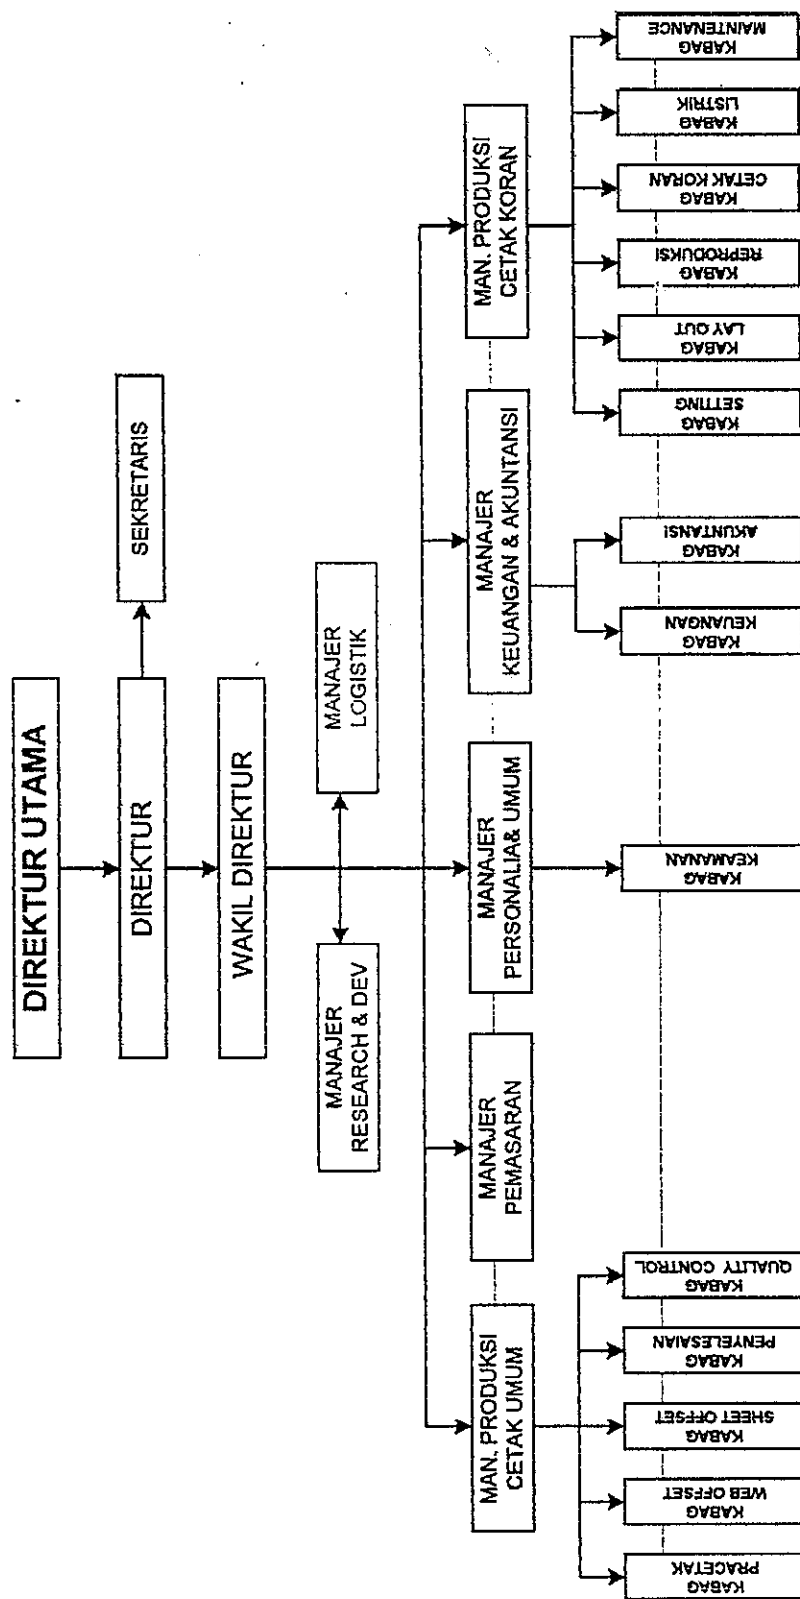 DIREKTUR UTAMA
DIREKTUR
SEKRETARIS
WAKIL DIREKTUR
MANAJER
RESEARCH & DEV
MANAJER
LOGISTIK
MAN. PRODUKSI
CETAK UMUM
MANAJER
PEMASARAN
MANAJER
PERSONALIA& UMUM
MANAJER
KEUANGAN & AKUNTANSI
MAN. PRODUKSI
CETAK KORAN
KABAG
PRACETAK
KABAG
WEB OFFSET
KABAG
SHEET OFFSET
KABAG
PENYELESAIAN
KABAG
QUALITY CONTROL
KABAG
KEAMANAN
KABAG
KEUANGAN
KABAG
AKUNTANSI
KABAG
SETTING
KABAG
LAY OUT
KABAG
REPRODUKSI
KABAG
CETAK KORAN
KABAG
LISTRIK
KABAG
MAINTENANCE